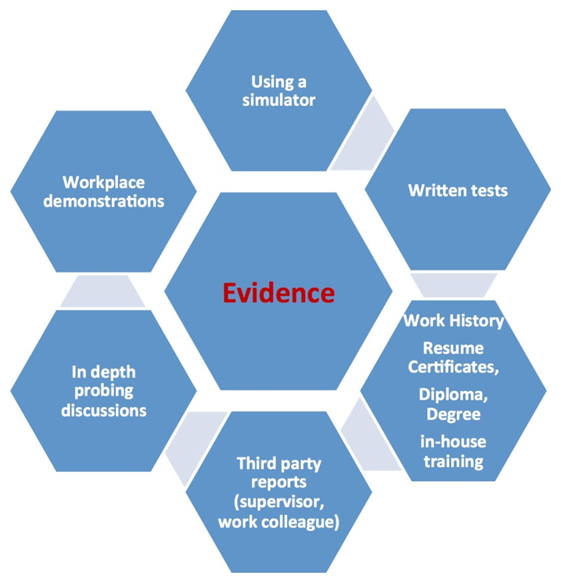 Using a
simulator
Written tests
Work History
Resume
Certificates,
Diploma,
Degree
in-house
training
Third party
reports
(supervisor,
work colleague)
In depth
probing
discussions
Workplace
demonstrations
Evidence